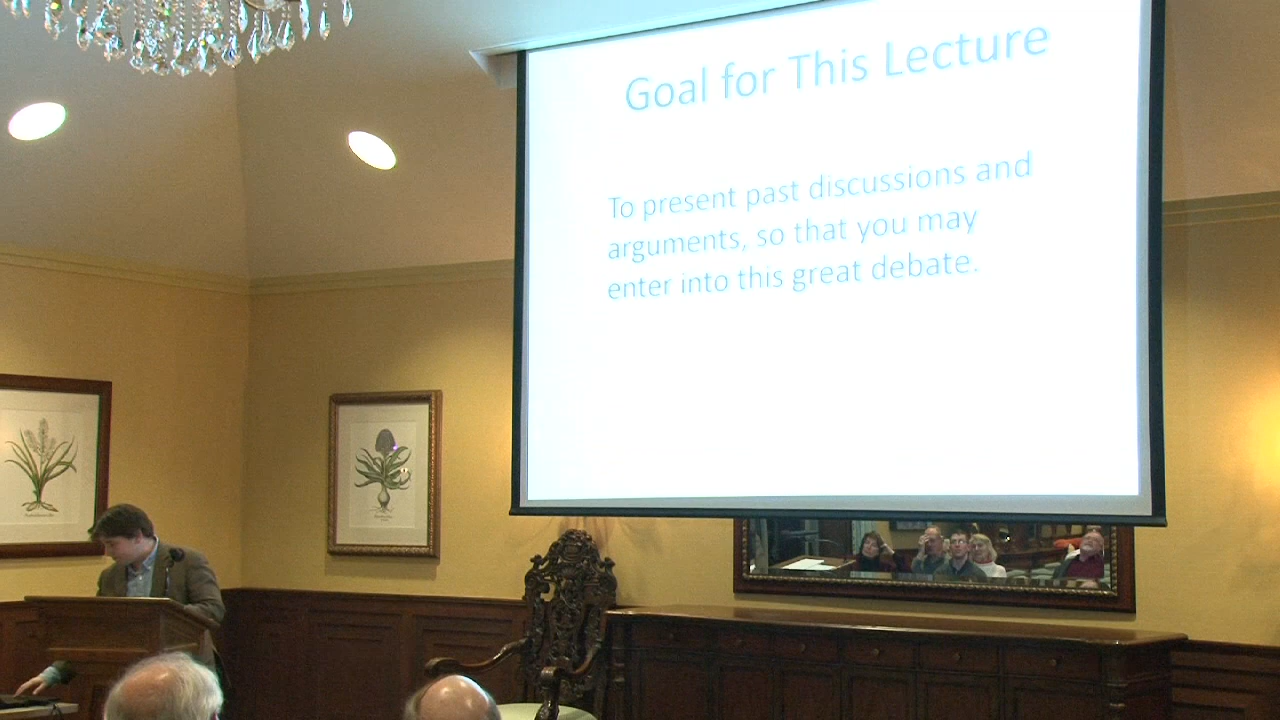 Goal for This Lecture
To present past discussions and
arguments, so that you may
enter into this great debate.